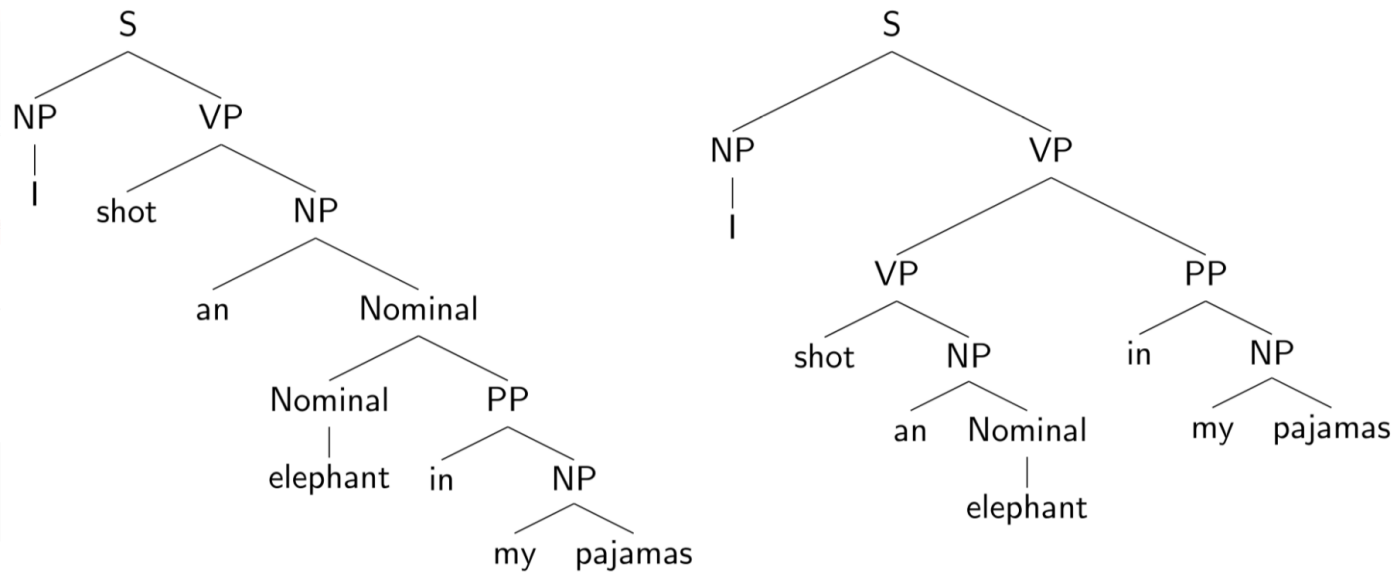 S
NP VP
I
shot NP
an Nominal
Nominal PP
elephant in NP
my pajamas
S
NP VP
I
VP PP
shot NP in NP
an Nominal my pajamas
elephant